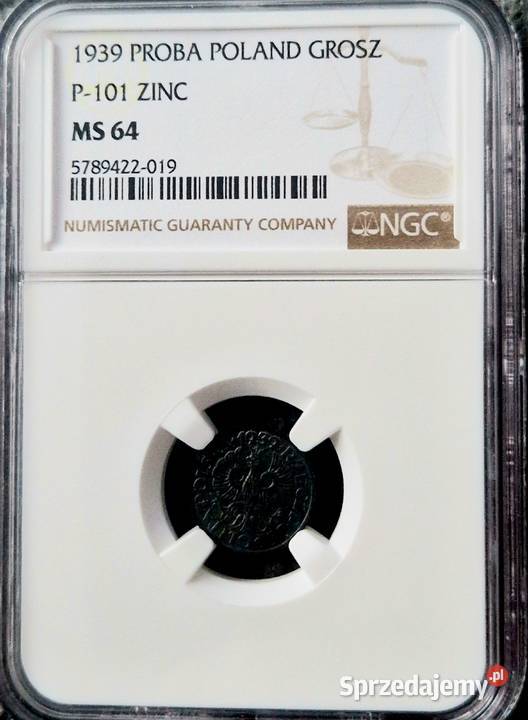 1939 PROBA POLAND GROSZ
P-101 ZINC
MS 64
5789422-019
NUMISMATIC GUARANTY COMPANY NGC®
Sprzedajemy.pl